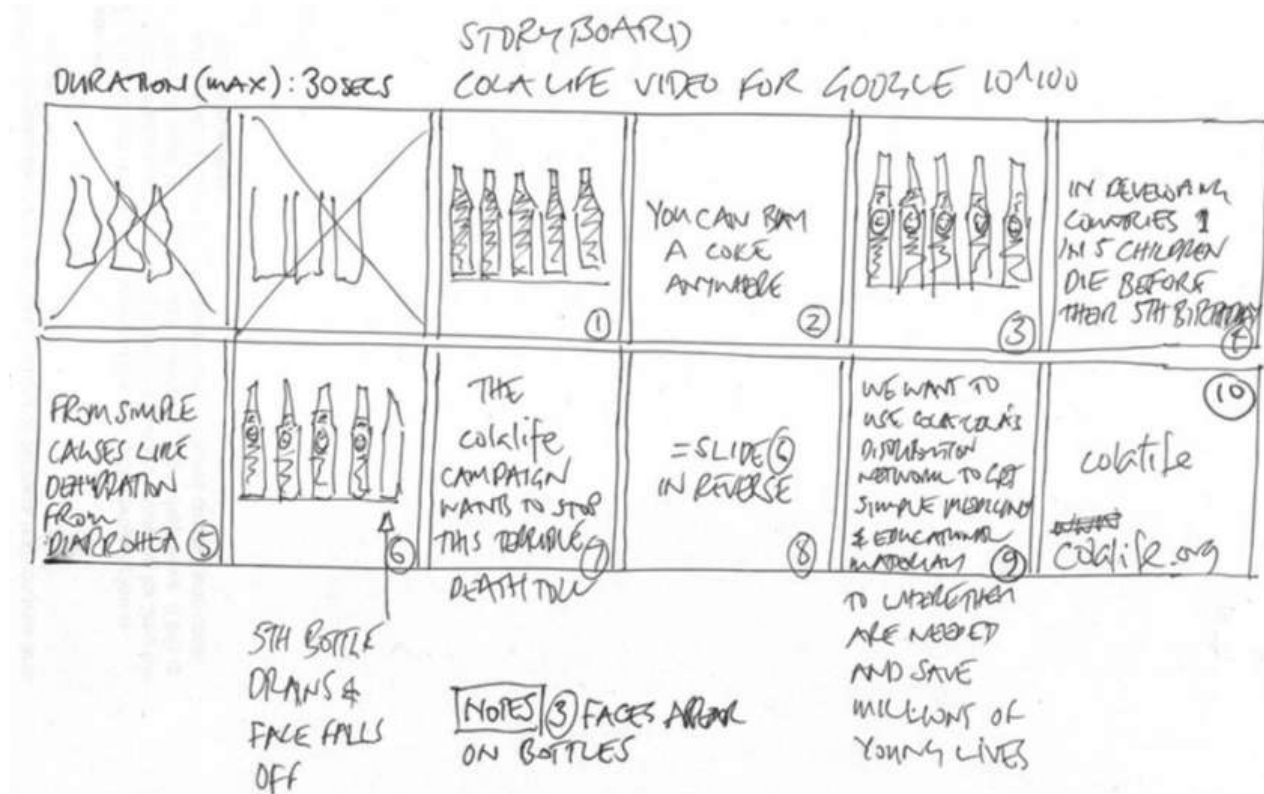 STORYBOARD
DURATION (MAX): 30 SECS
COLA LIFE VIDEO FOR GOOGLE 10^100
①
YOU CAN BUY
A COKE
ANYWHERE
②
③
IN DEVELOPING
COUNTRIES 1
IN 5 CHILDREN
DIE BEFORE
THEIR 5TH BIRTHDAY
FROM SIMPLE
CAUSES LIKE
DEHYDRATION
FROM
DIARROHEA ⑤
⑥
THE
colalife
CAMPAIGN
WANTS TO STOP
THIS TERRIBLE
⑦
DEATH TOLL
= SLIDE ⑥
IN REVERSE
⑧
WE WANT TO
USE COCA-COLA'S
DISTRIBUTION
NETWORK TO GET
SIMPLE MEDICINE
& EDUCATIONAL
MATERIALS ⑨
TO WHERE THEY
ARE NEEDED
AND SAVE
MILLIONS OF
YOUNG LIVES
⑩
colalife
colalife.org
5TH BOTTLE
DRAINS &
FACE FALLS
OFF
NOTES ③ FACES APPEAR
ON BOTTLES